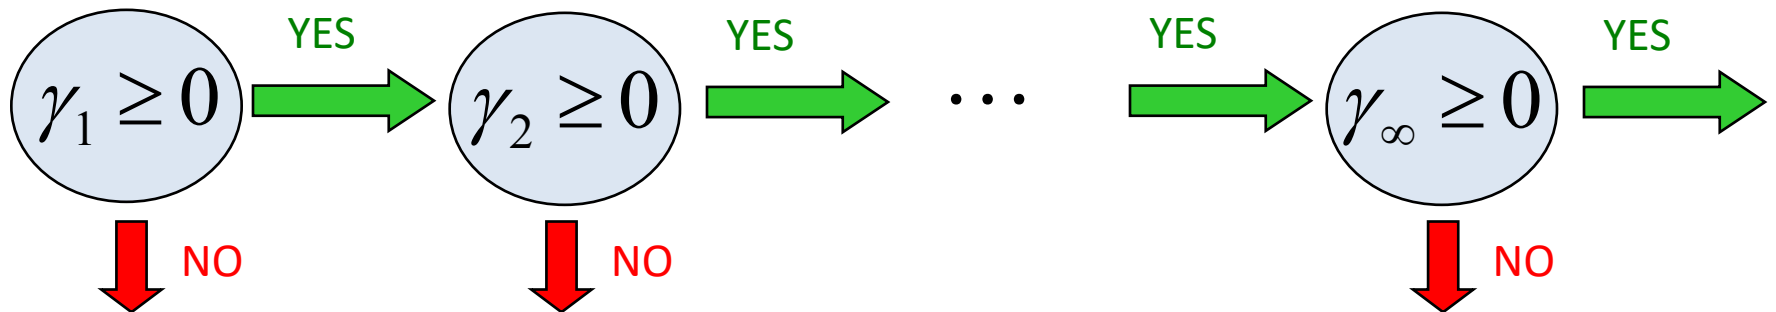 YES YES YES YES
γ₁ ≥ 0 γ₂ ≥ 0 ··· γ∞ ≥ 0
NO NO NO